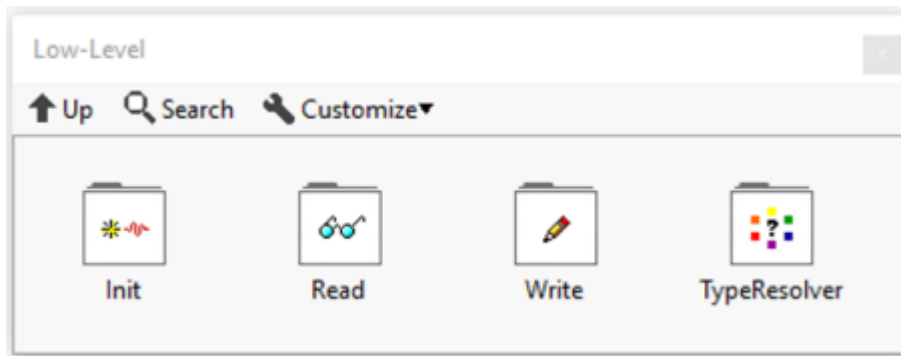 Low-Level
x
Up Search Customize
? 
Init Read Write TypeResolver